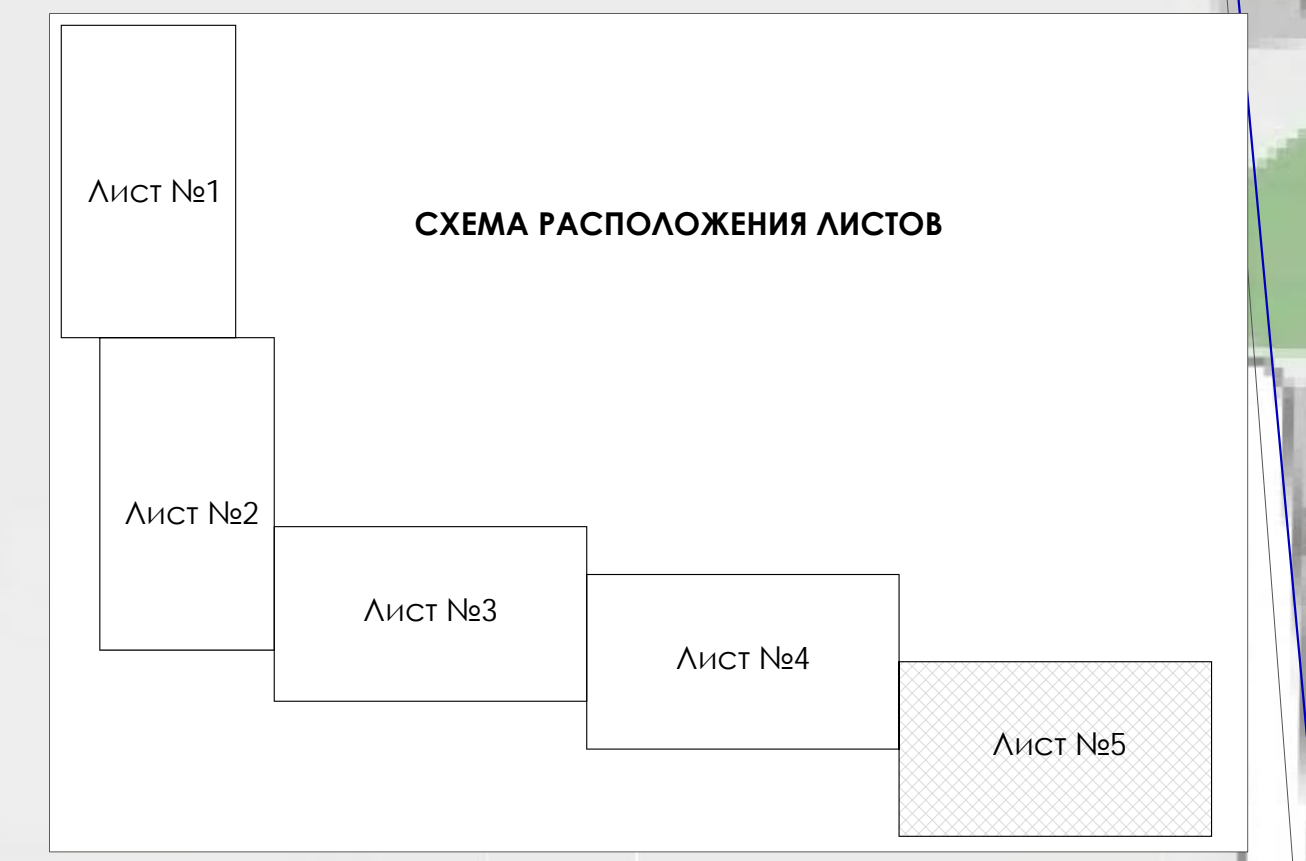 Лист №1
СХЕМА РАСПОЛОЖЕНИЯ ЛИСТОВ
Лист №2
Лист №3
Лист №4
Лист №5